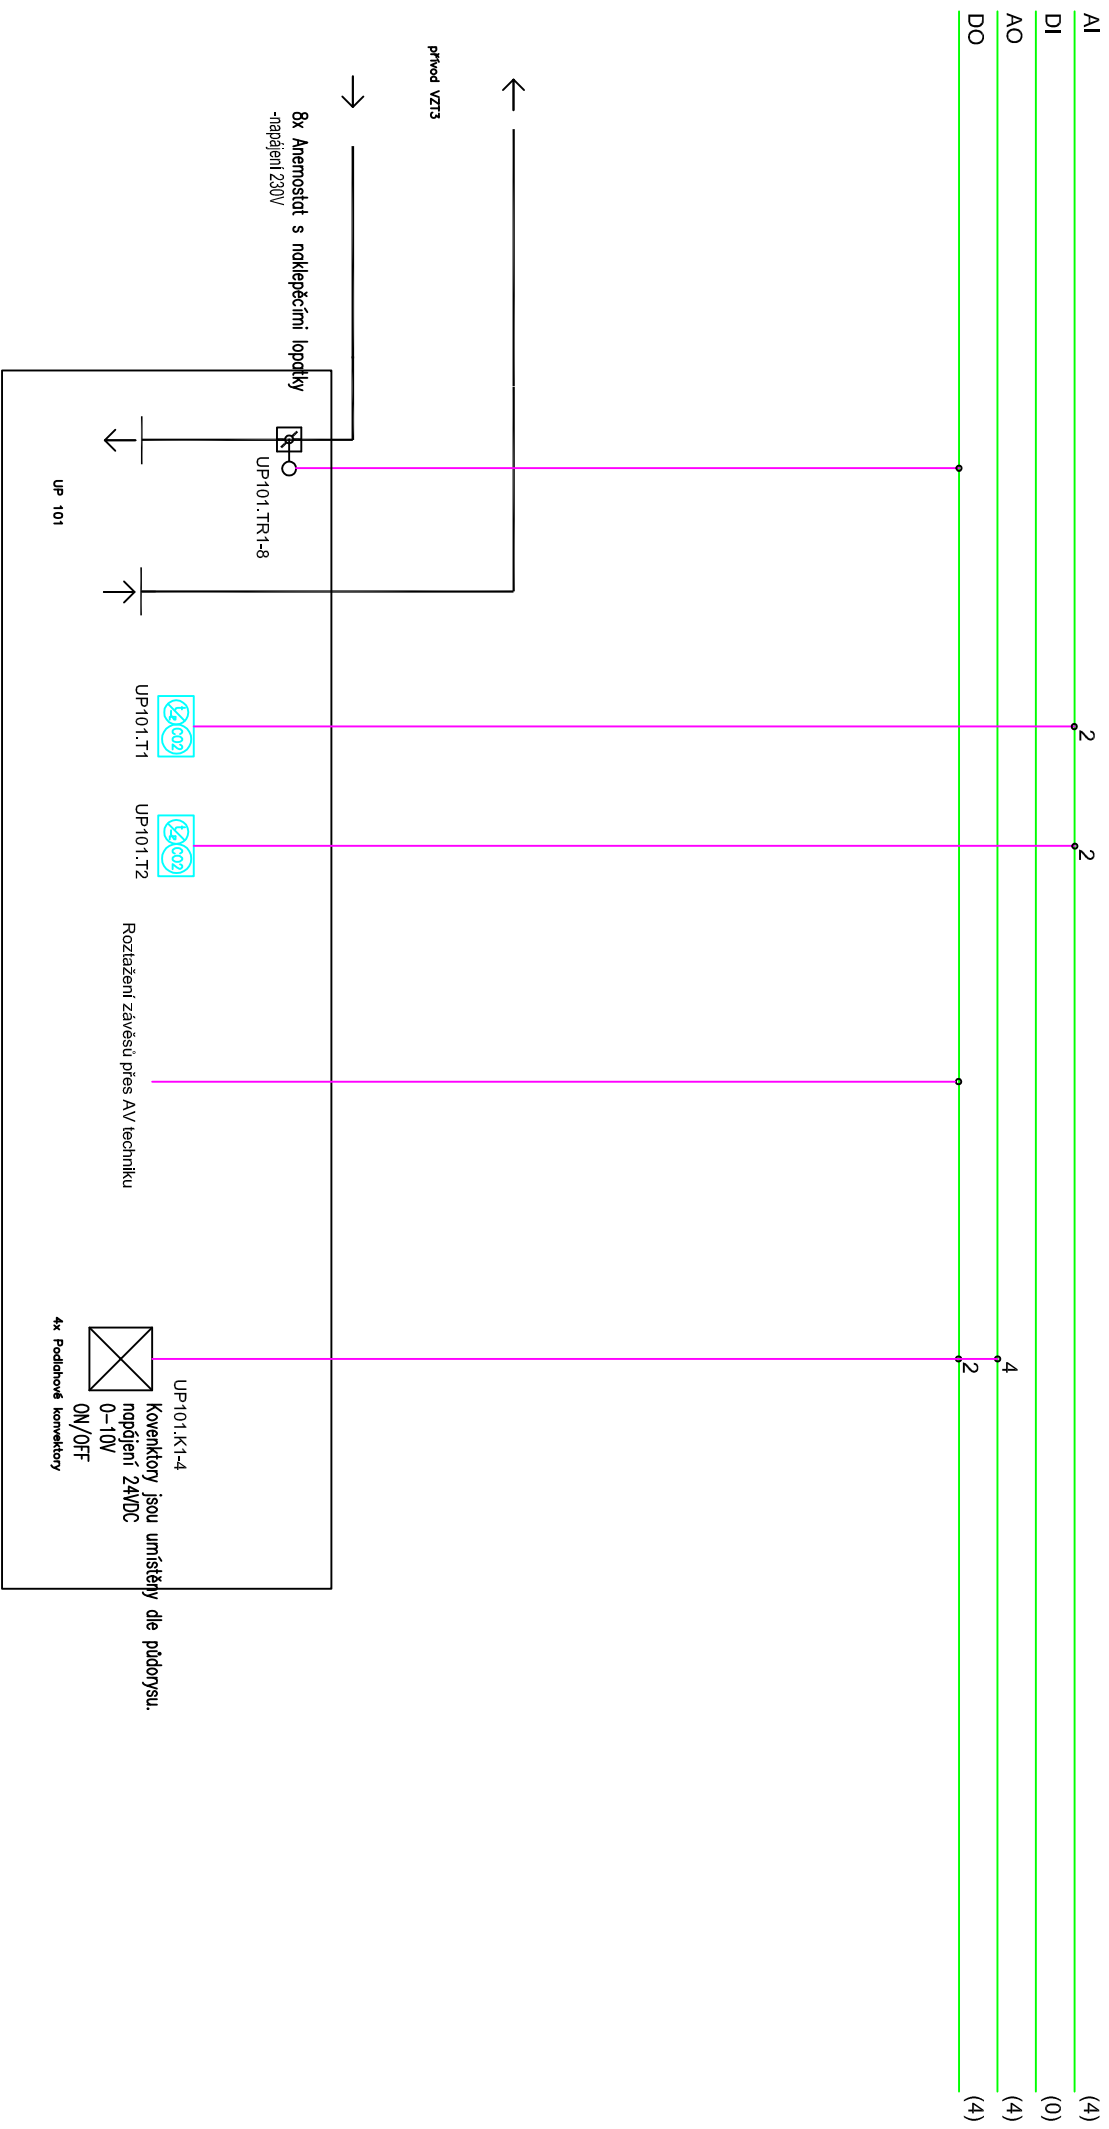 AI
(4)
DI
(0)
AO
(4)
DO
(4)
2
2
4
2
přívod VZT3
8x Anemostat s naklepěcími lopatky
-napájení 230V
UP101.TR1-8
UP 101
UP101.T1
CO2
UP101.T2
CO2
Roztažení závěsů přes AV techniku
UP101.K1-4
Kovenktory jsou umístěny dle půdorysu.
napájení 24VDC
0-10V
ON/OFF
4x Podlahové konvektory